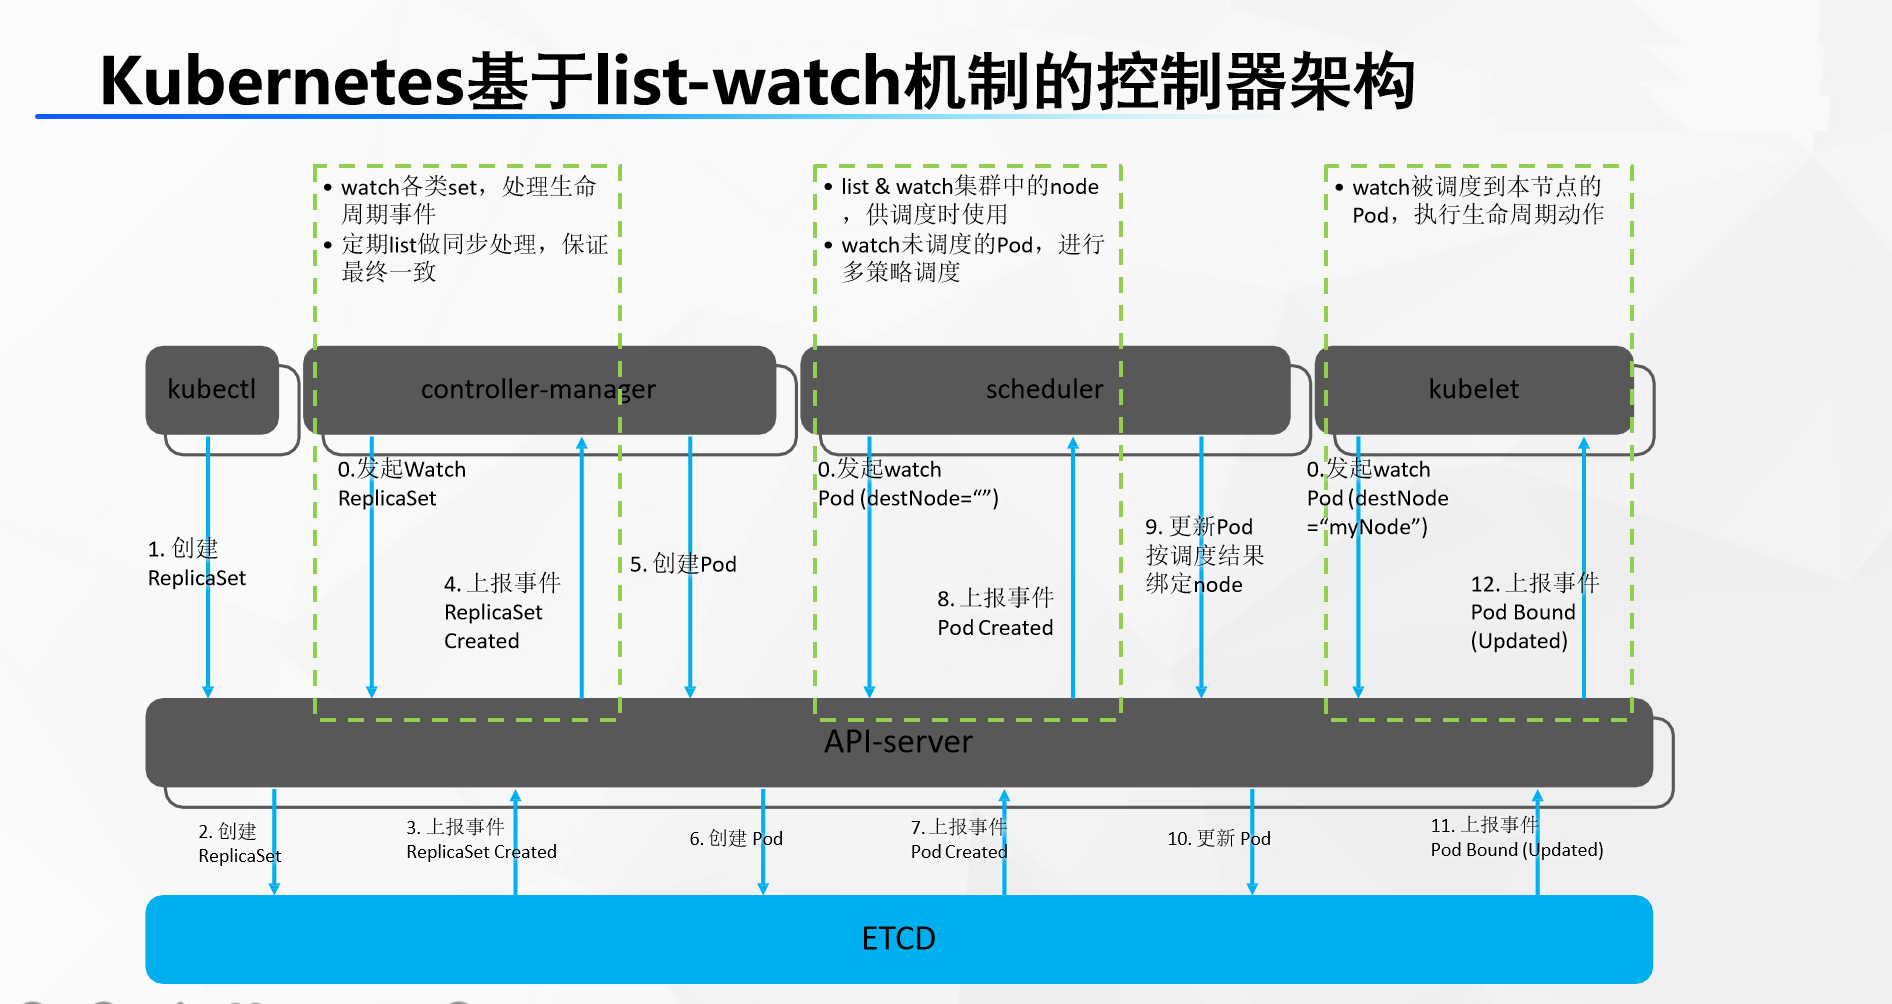 Kubernetes基于list-watch机制的控制器架构
• watch各类set，处理生命
周期事件
• 定期list做同步处理，保证
最终一致
• list & watch集群中的node
，供调度时使用
• watch未调度的Pod，进行
多策略调度
• watch被调度到本节点的
Pod，执行生命周期动作
kubectl
controller-manager
scheduler
kubelet
0.发起Watch
ReplicaSet
0.发起watch
Pod (destNode=“”)
0.发起watch
Pod (destNode
=“myNode”)
1. 创建
ReplicaSet
4. 上报事件
ReplicaSet
Created
5. 创建Pod
8. 上报事件
Pod Created
9. 更新Pod
按调度结果
绑定node
12. 上报事件
Pod Bound
(Updated)
API-server
2. 创建
ReplicaSet
3. 上报事件
ReplicaSet Created
6. 创建 Pod
7. 上报事件
Pod Created
10. 更新 Pod
11. 上报事件
Pod Bound (Updated)
ETCD